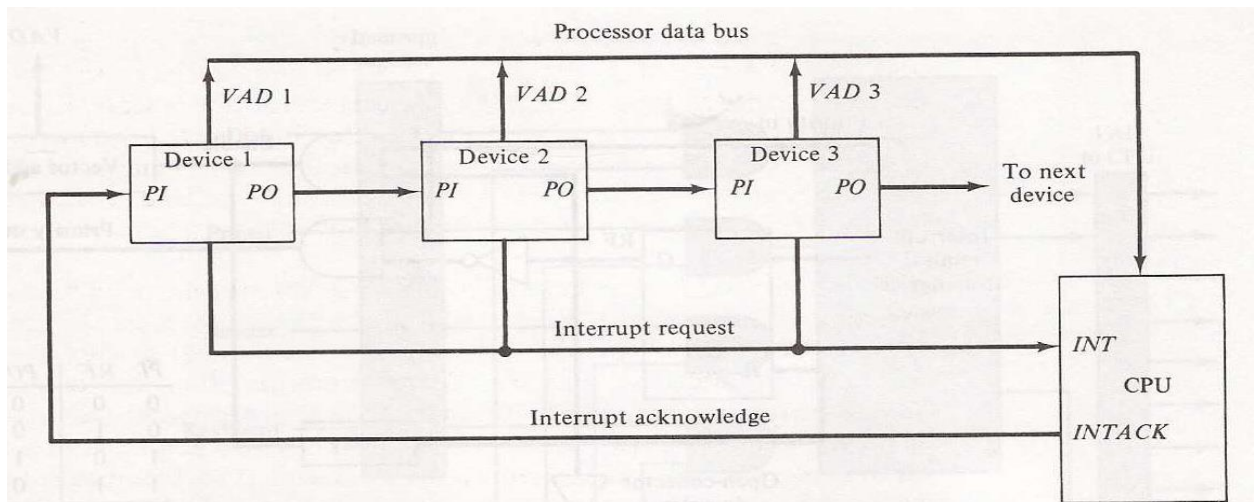 Processor data bus
VAD 1
VAD 2
VAD 3
Device 1
PI PO
Device 2
PI PO
Device 3
PI PO
To next
device
Interrupt request
INT
CPU
Interrupt acknowledge
INTACK